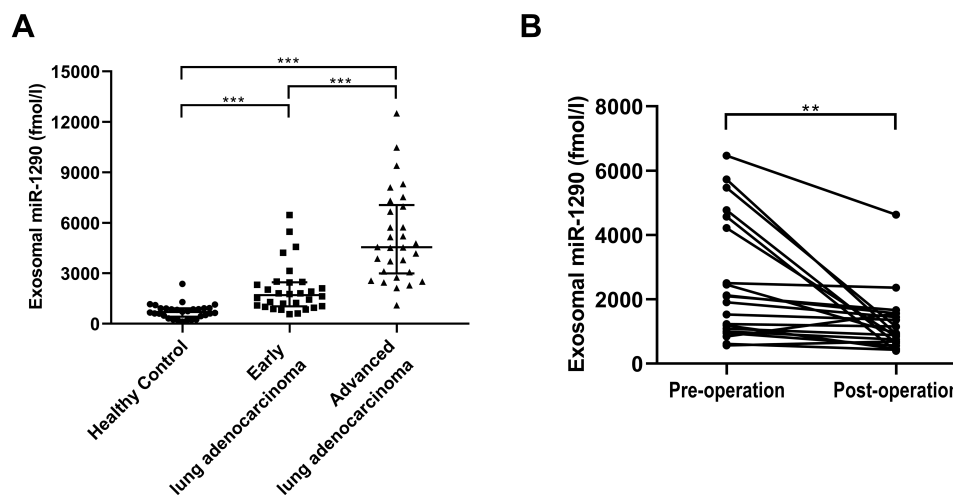 A
Exosomal miR-1290 (fmol/l)
15000
12000
9000
6000
3000
0
***
***
***
Healthy Control
Early
lung adenocarcinoma
Advanced
lung adenocarcinoma
B
Exosomal miR-1290 (fmol/l)
8000
6000
4000
2000
0
**
Pre-operation
Post-operation